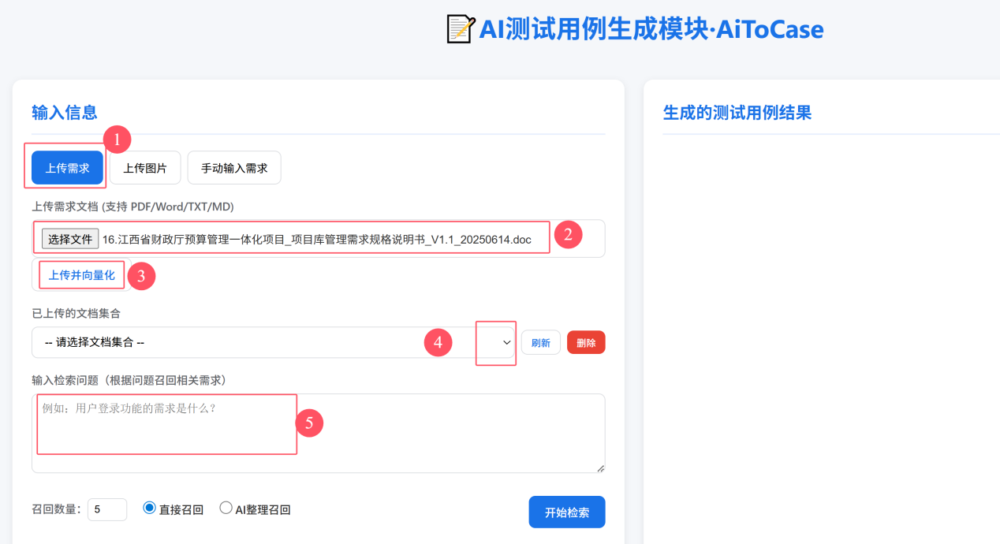 AI测试用例生成模块·AiToCase
输入信息
1
上传需求 上传图片 手动输入需求
上传需求文档 (支持 PDF/Word/TXT/MD)
选择文件 16.江西省财政厅预算管理一体化项目_项目库管理需求规格说明书_V1.1_20250614.doc 2
上传并向量化 3
已上传的文档集合
-- 请选择文档集合 -- 4 刷新 删除
输入检索问题（根据问题召回相关需求）
例如：用户登录功能的需求是什么？
5
召回数量： 5 直接召回 AI整理召回 开始检索
生成的测试用例结果